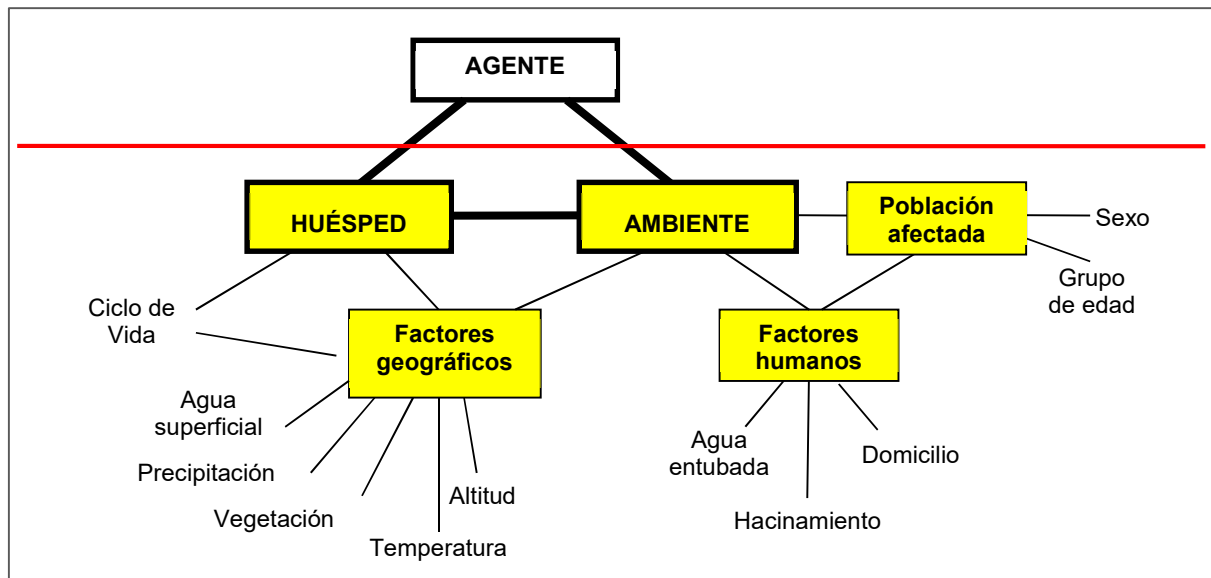 AGENTE
HUÉSPED
AMBIENTE
Población
afectada
Sexo
Grupo
de edad
Ciclo de
Vida
Factores
geográficos
Factores
humanos
Agua
superficial
Precipitación
Vegetación
Temperatura
Altitud
Agua
entubada
Hacinamiento
Domicilio